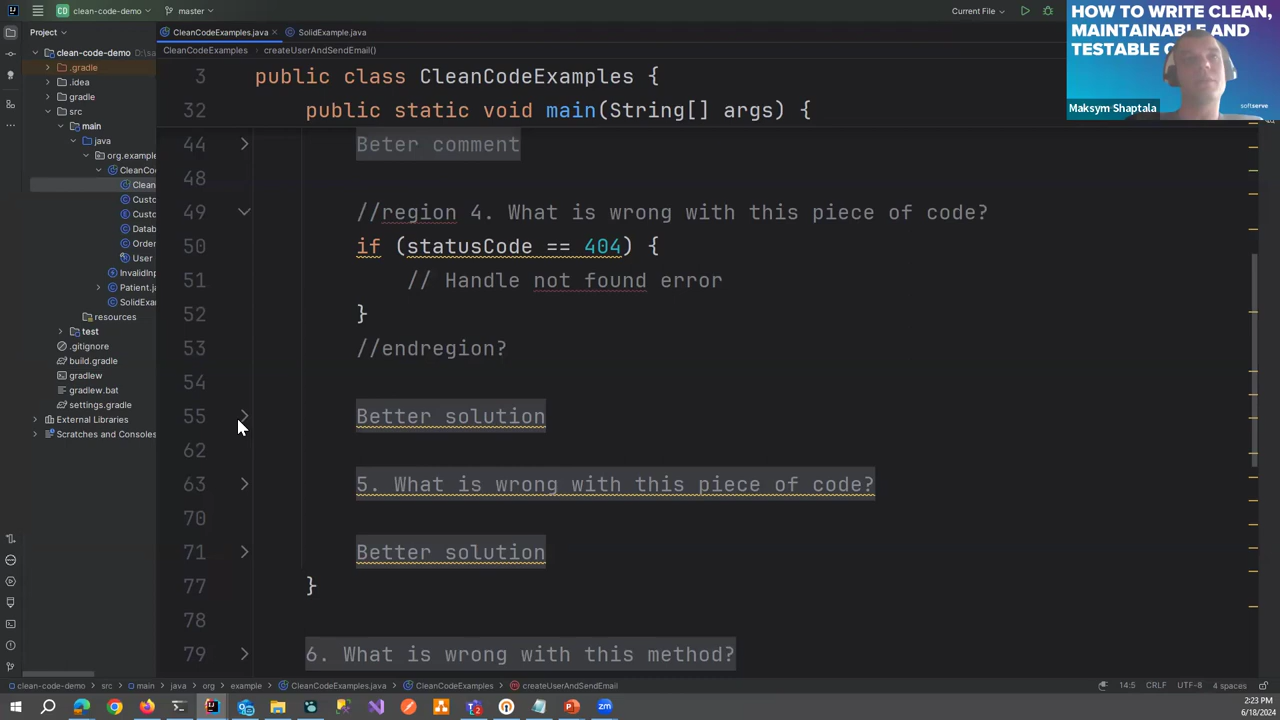 clean-code-demo
master
Current File
Project
CleanCodeExamples.java
SolidExample.java
CleanCodeExamples
createUserAndSendEmail()
HOW TO WRITE CLEAN,
MAINTAINABLE AND
TESTABLE
Maksym Shaptala
softserve
clean-code-demo
.gradle
.idea
gradle
src
main
java
org.example
CleanCo
Clean
Custo
Custo
Datab
Order
User
InvalidInp
Patient.j
SolidExa
resources
test
.gitignore
build.gradle
gradlew
gradlew.bat
settings.gradle
External Libraries
Scratches and Consoles
3 public class CleanCodeExamples {
32 public static void main(String[] args) {
44 Beter comment
48
49 //region 4. What is wrong with this piece of code?
50 if (statusCode == 404) {
51 // Handle not found error
52 }
53 //endregion?
54
55 Better solution
62
63 5. What is wrong with this piece of code?
70
71 Better solution
77 }
78
79 6. What is wrong with this method?
clean-code-demo > src > main > java > org > example > CleanCodeExamples.java > CleanCodeExamples > createUserAndSendEmail
14:5 CRLF UTF-8 4 spaces
2:23 PM
6/18/2024